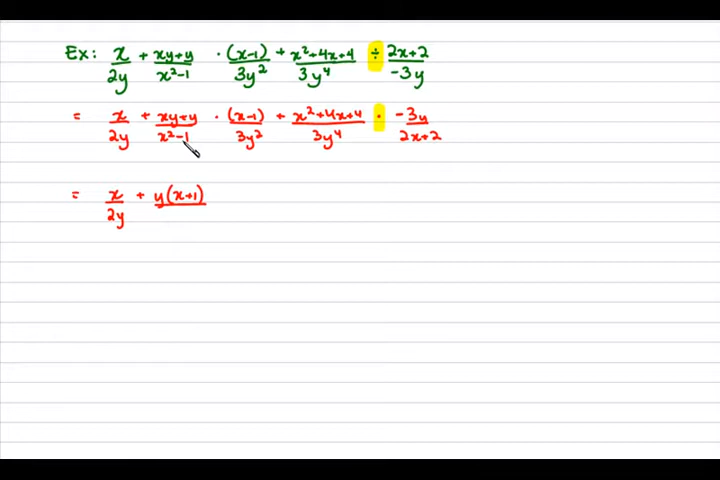 Ex: x/2y + (xy+y)/(x²-1) · (x-1)/3y² + (x²+4x+4)/3y⁴ ÷ (2x+2)/-3y
= x/2y + (xy+y)/(x²-1) · (x-1)/3y² + (x²+4x+4)/3y⁴ · -3y/(2x+2)
= x/2y + y(x+1)